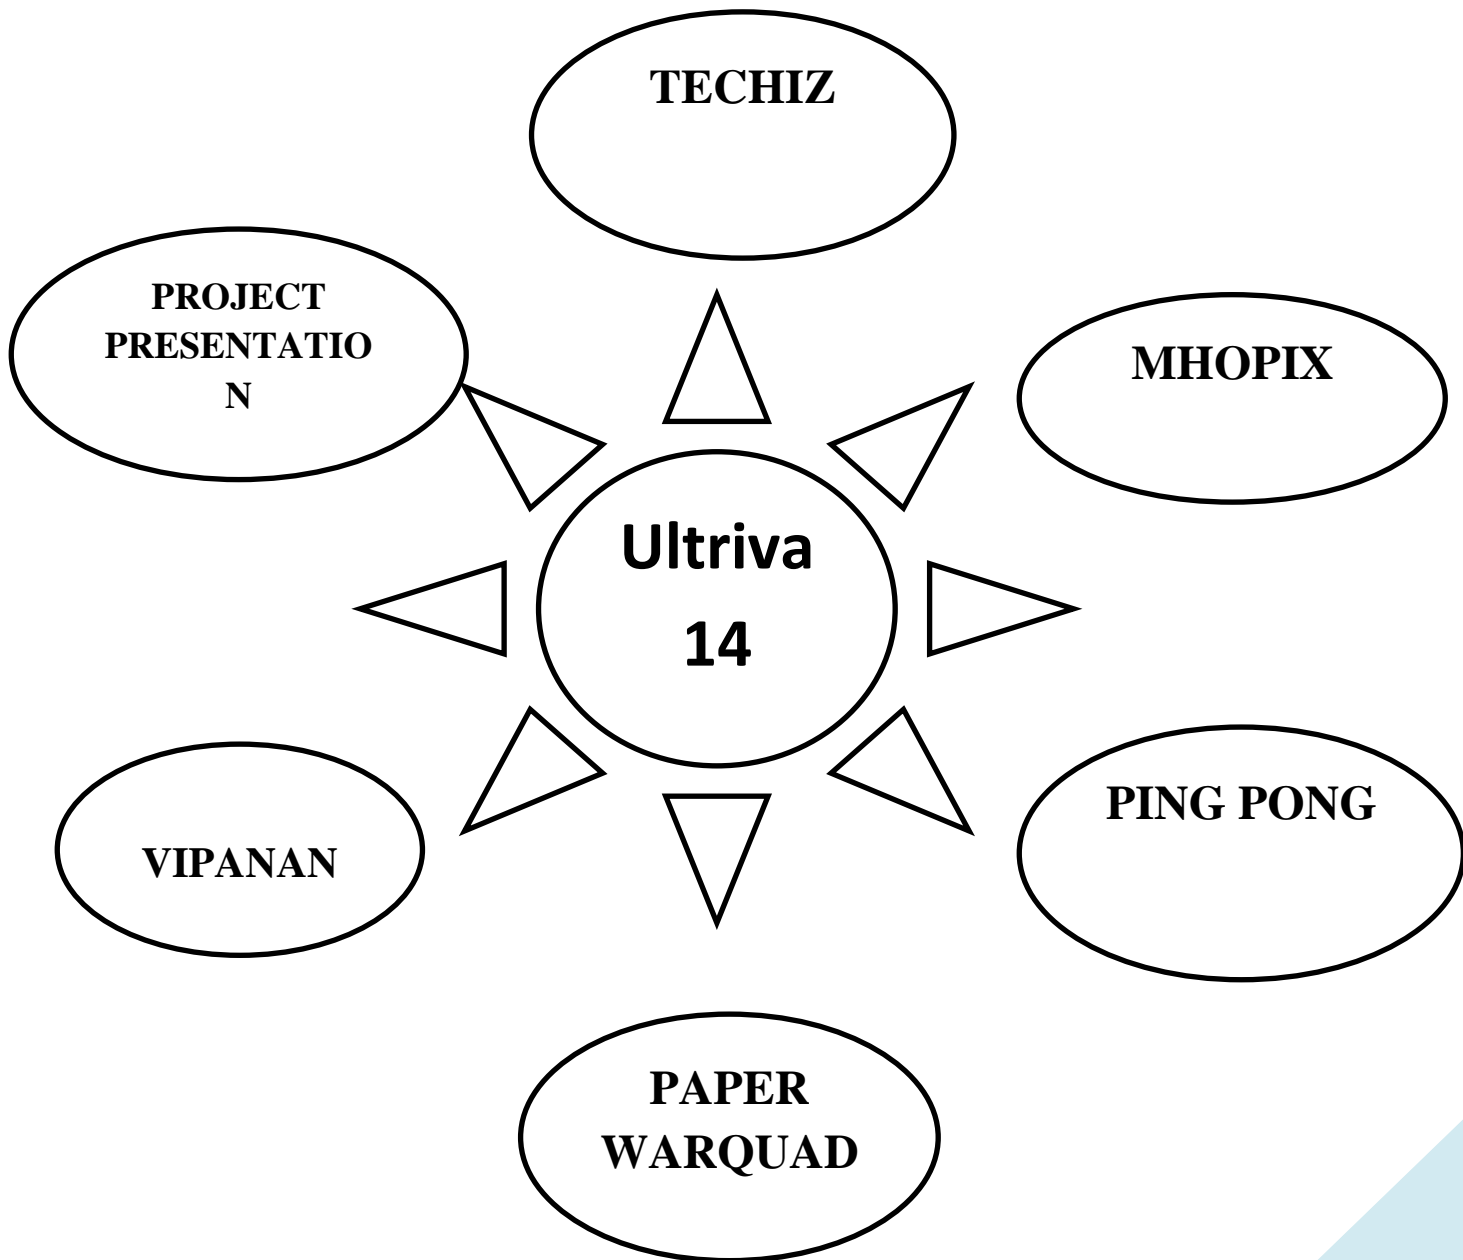 TECHIZ
PROJECT
PRESENTATIO
N
MHOPIX
Ultriva
14
VIPANAN
PING PONG
PAPER
WARQUAD